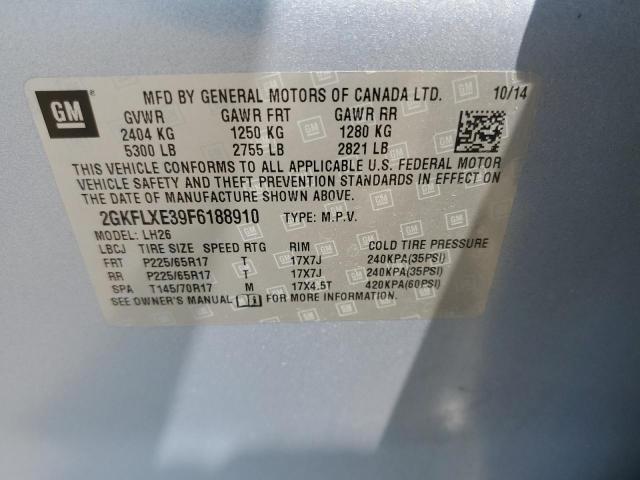 GM
MFD BY GENERAL MOTORS OF CANADA LTD. 10/14
GVWR GAWR FRT GAWR RR
2404 KG 1250 KG 1280 KG
5300 LB 2755 LB 2821 LB
THIS VEHICLE CONFORMS TO ALL APPLICABLE U.S. FEDERAL MOTOR
VEHICLE SAFETY AND THEFT PREVENTION STANDARDS IN EFFECT ON
THE DATE OF MANUFACTURE SHOWN ABOVE.
2GKFLXE39F6188910 TYPE: M.P.V.
MODEL: LH26
LBCJ TIRE SIZE SPEED RTG RIM COLD TIRE PRESSURE
FRT P225/65R17 T 17X7J 240KPA(35PSI)
RR P225/65R17 T 17X7J 240KPA(35PSI)
SPA T145/70R17 M 17X4.5T 420KPA(60PSI)
SEE OWNER'S MANUAL FOR MORE INFORMATION.